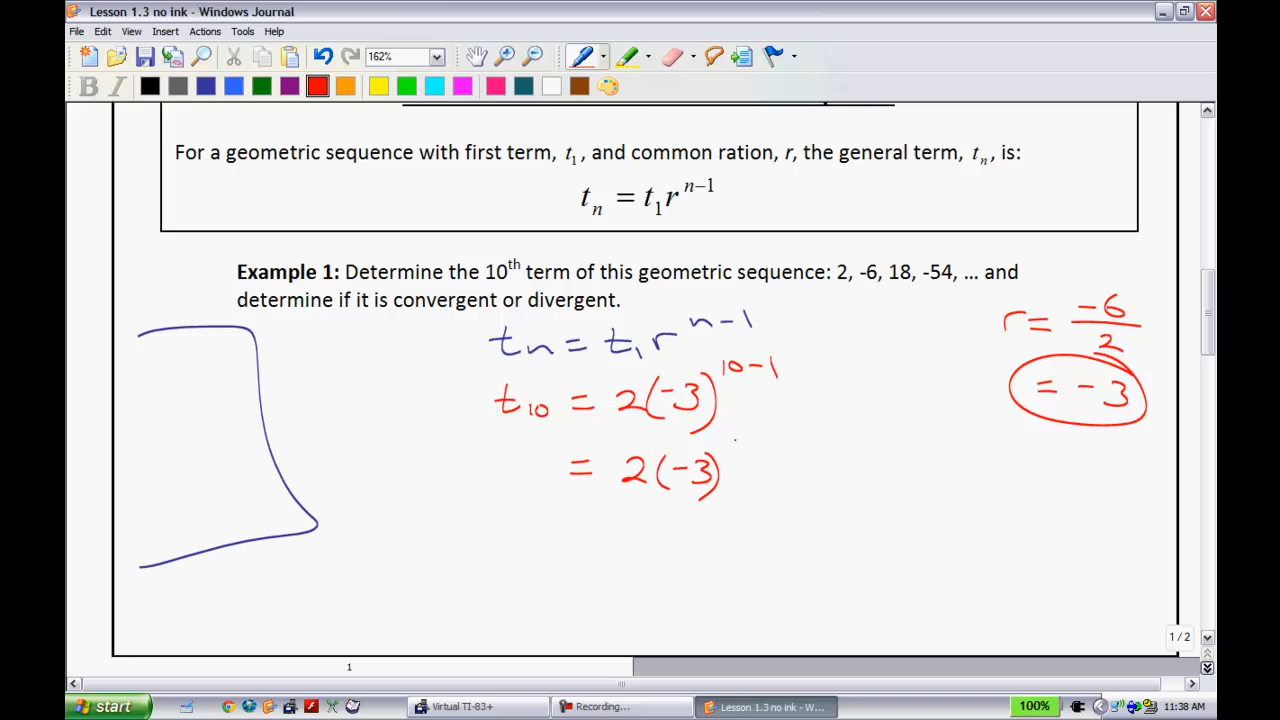 Lesson 1.3 no ink - Windows Journal
File Edit View Insert Actions Tools Help
162%
B I
For a geometric sequence with first term, t₁, and common ration, r, the general term, tₙ, is:
tₙ = t₁rⁿ⁻¹
Example 1: Determine the 10ᵗʰ term of this geometric sequence: 2, -6, 18, -54, … and
determine if it is convergent or divergent.
tₙ = t₁rⁿ⁻¹
t₁₀ = 2(-3)¹⁰⁻¹
= 2(-3)
r = -6/2
= -3
1 / 2
1
start Virtual TI-83+ Recording... Lesson 1.3 no ink - W... 100% 11:38 AM